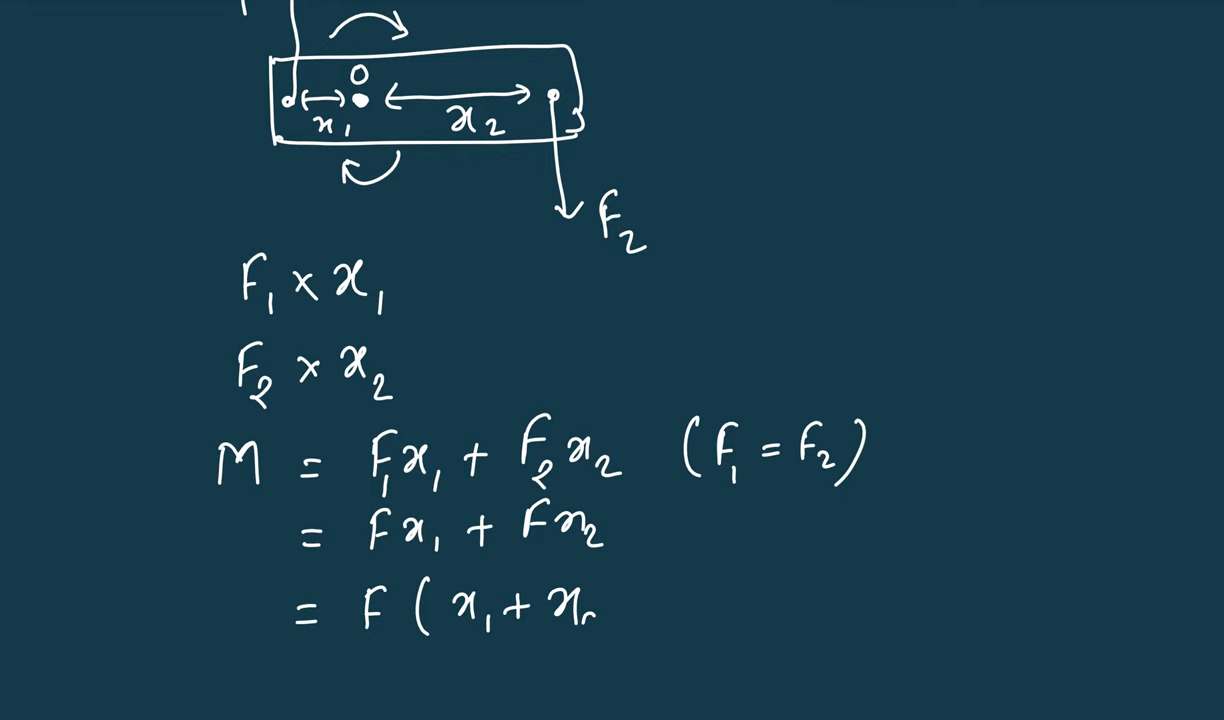 O
x₁ x₂
F₂
F₁ × x₁
F₂ × x₂
M = F₁x₁ + F₂x₂ (F₁ = F₂)
= Fx₁ + Fx₂
= F ( x₁ + x